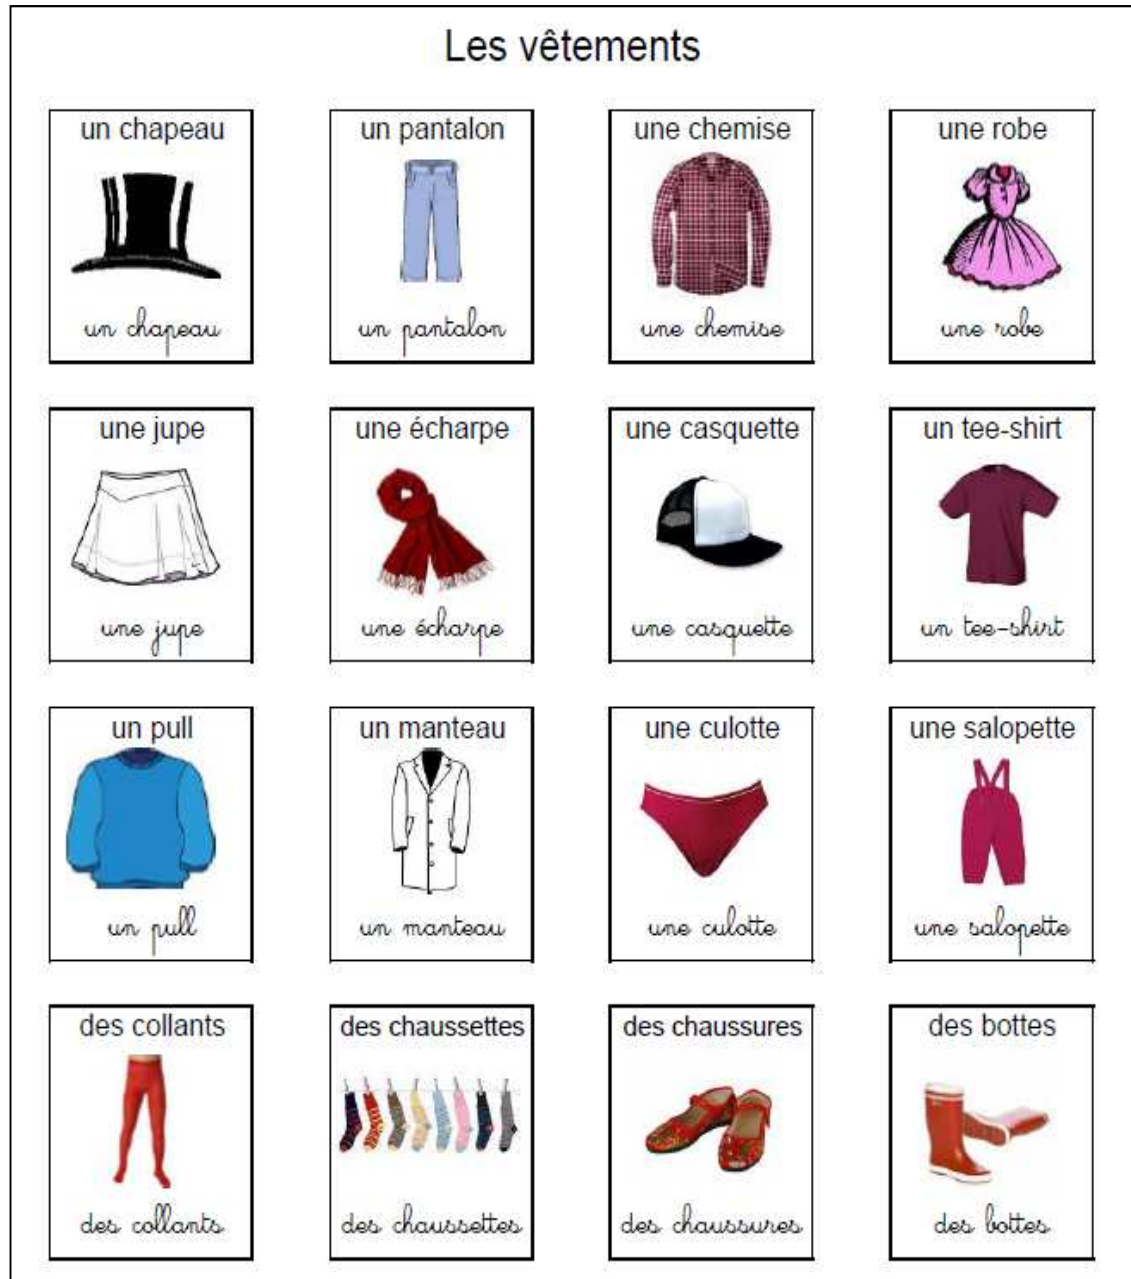 Les vêtements
un chapeau
un chapeau
un pantalon
un pantalon
une chemise
une chemise
une robe
une robe
une jupe
une jupe
une écharpe
une écharpe
une casquette
une casquette
un tee-shirt
un tee-shirt
un pull
un pull
un manteau
un manteau
une culotte
une culotte
une salopette
une salopette
des collants
des collants
des chaussettes
des chaussettes
des chaussures
des chaussures
des bottes
des bottes